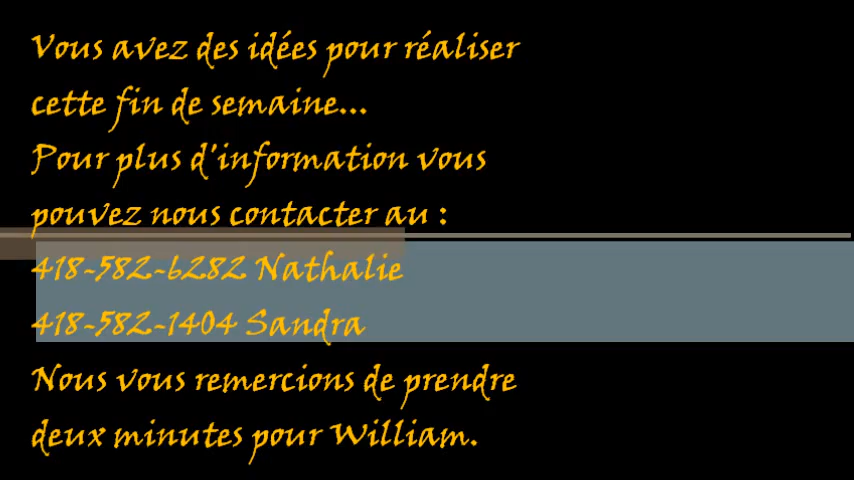 Vous avez des idées pour réaliser
cette fin de semaine...
Pour plus d'information vous
pouvez nous contacter au :
418-582-6282 Nathalie
418-582-1404 Sandra
Nous vous remercions de prendre
deux minutes pour William.